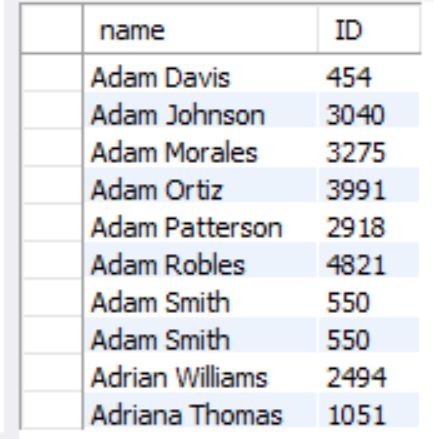 name ID
Adam Davis 454
Adam Johnson 3040
Adam Morales 3275
Adam Ortiz 3991
Adam Patterson 2918
Adam Robles 4821
Adam Smith 550
Adam Smith 550
Adrian Williams 2494
Adriana Thomas 1051